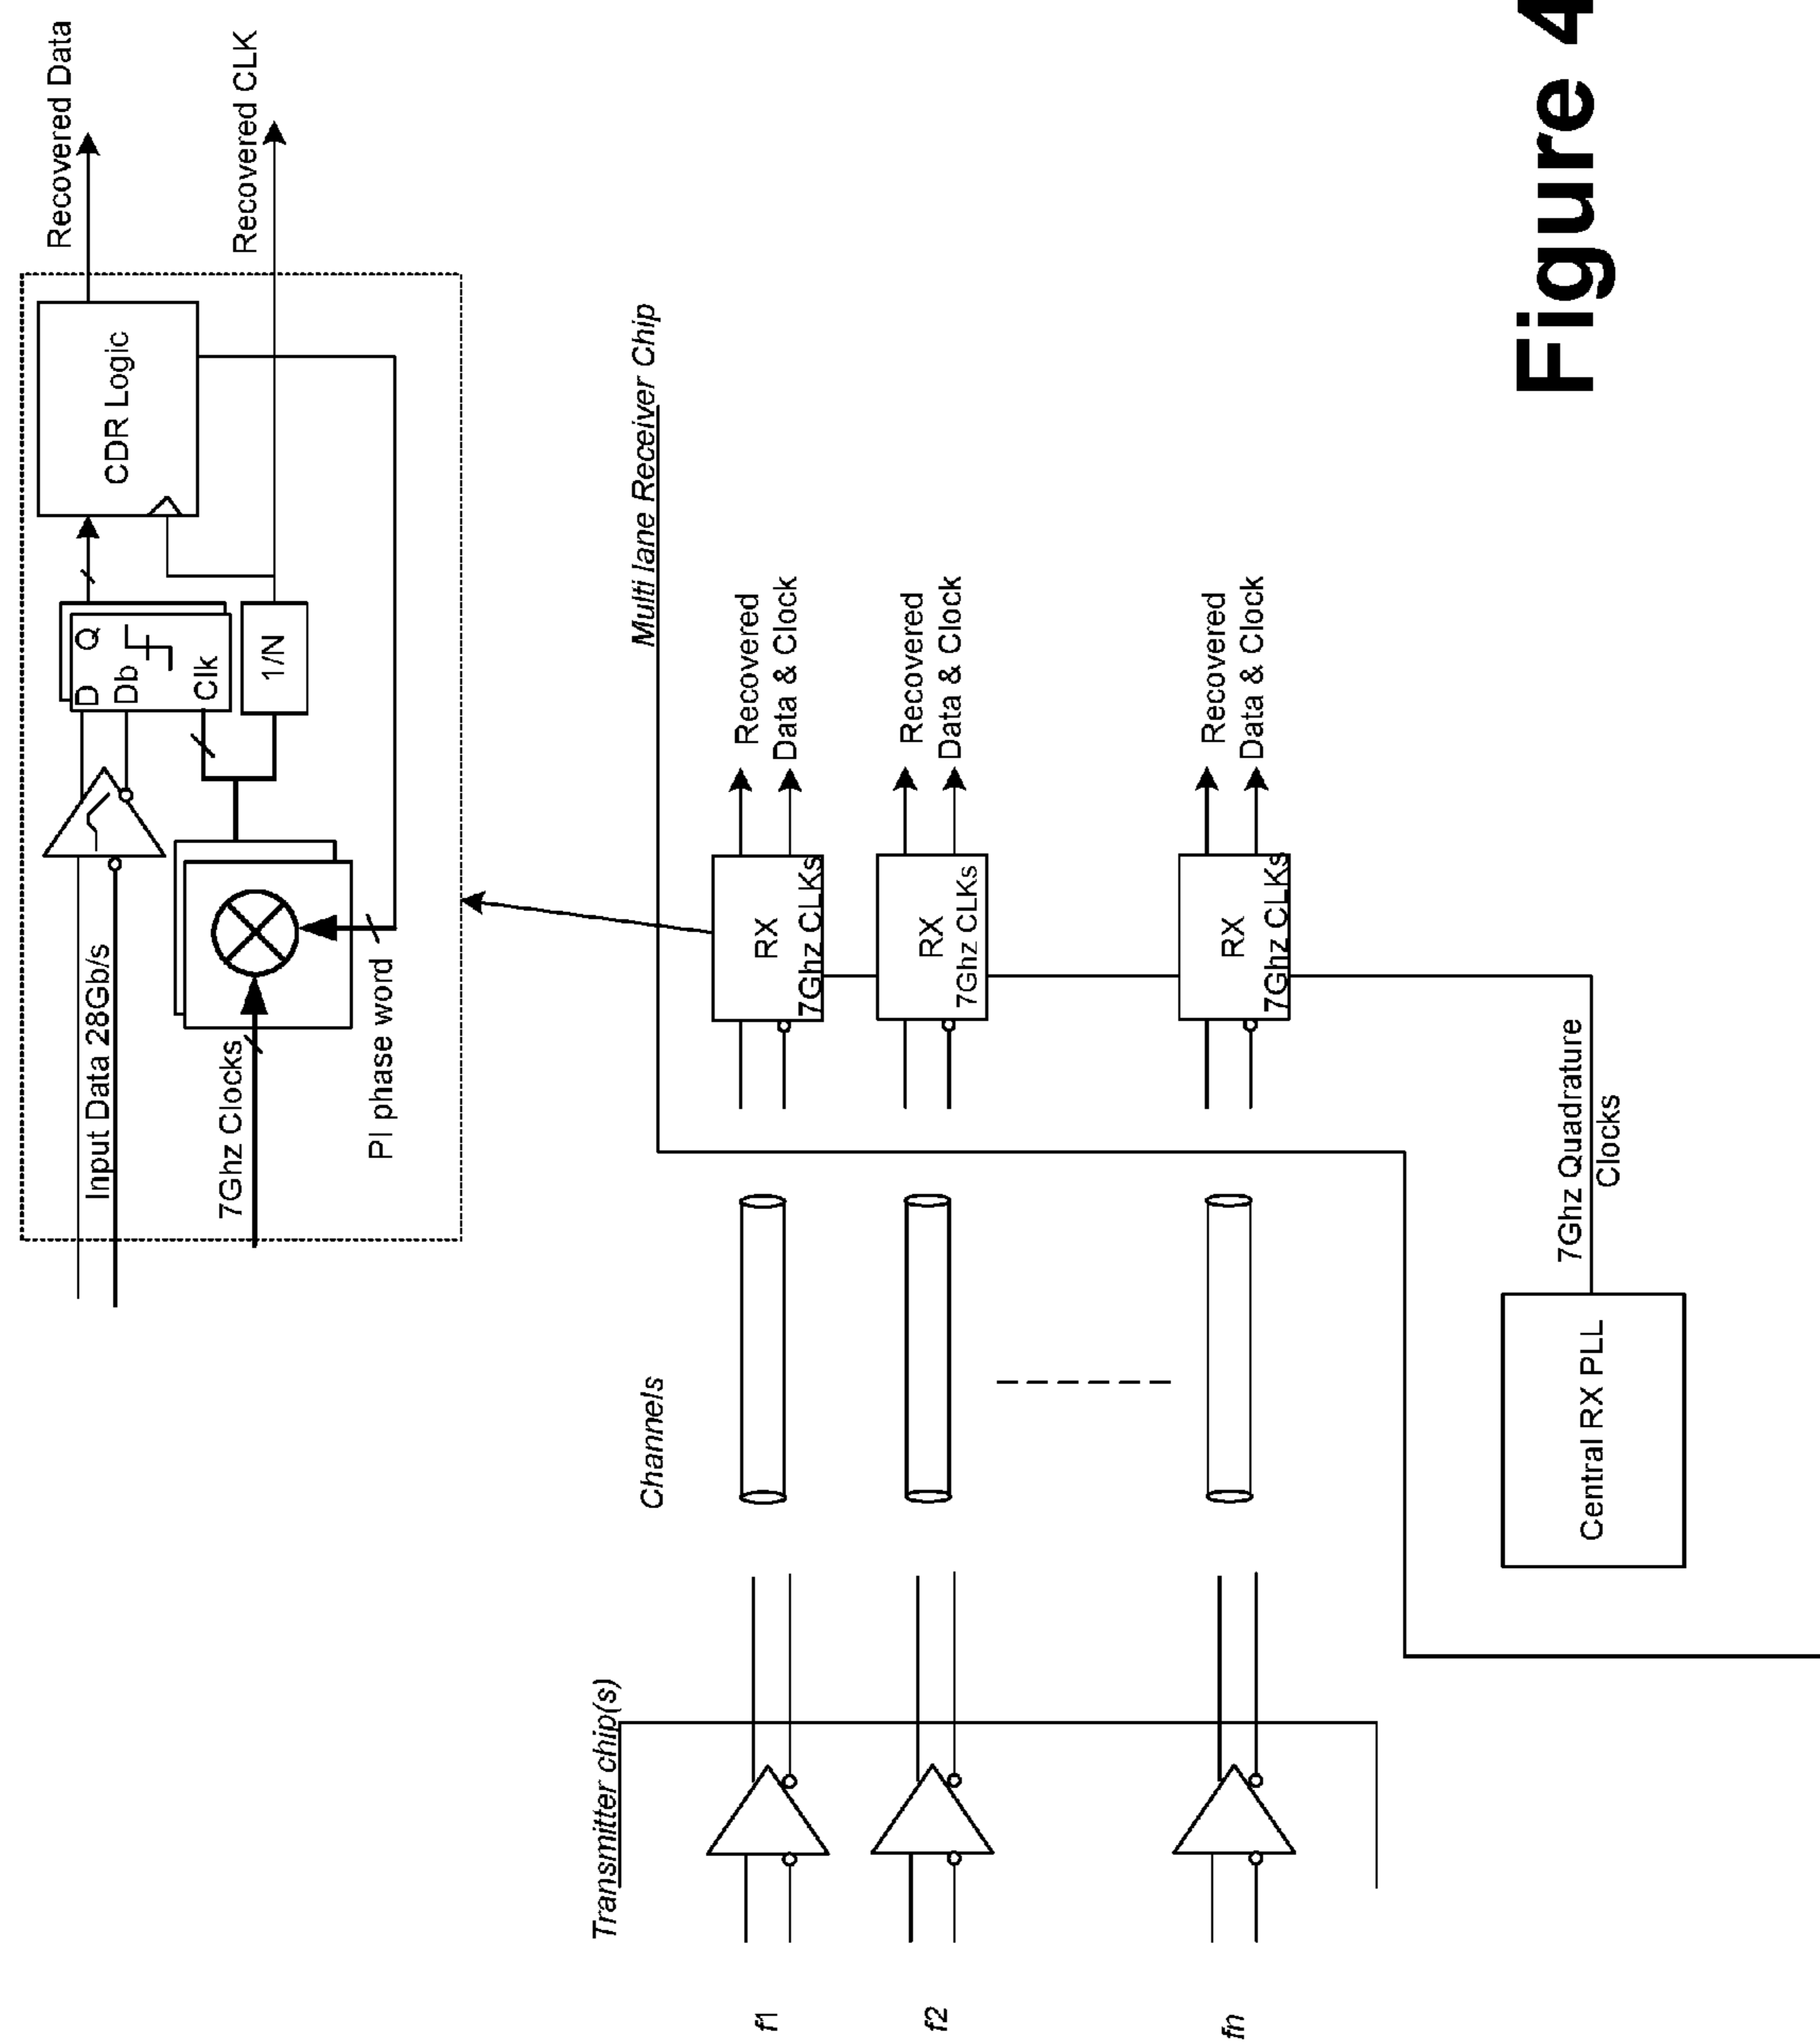 Input Data 28Gb/s
7Ghz Clocks
PI phase word
D Q
Db
Clk
1/N
CDR Logic
Recovered Data
Recovered CLK
Transmitter chip(s)
Channels
Multi lane Receiver Chip
f1
RX
7Ghz CLKs
Recovered
Data & Clock
f2
RX
7Ghz CLKs
Recovered
Data & Clock
fn
RX
7Ghz CLKs
Recovered
Data & Clock
Central RX PLL
7Ghz Quadrature
Clocks
Figure 4